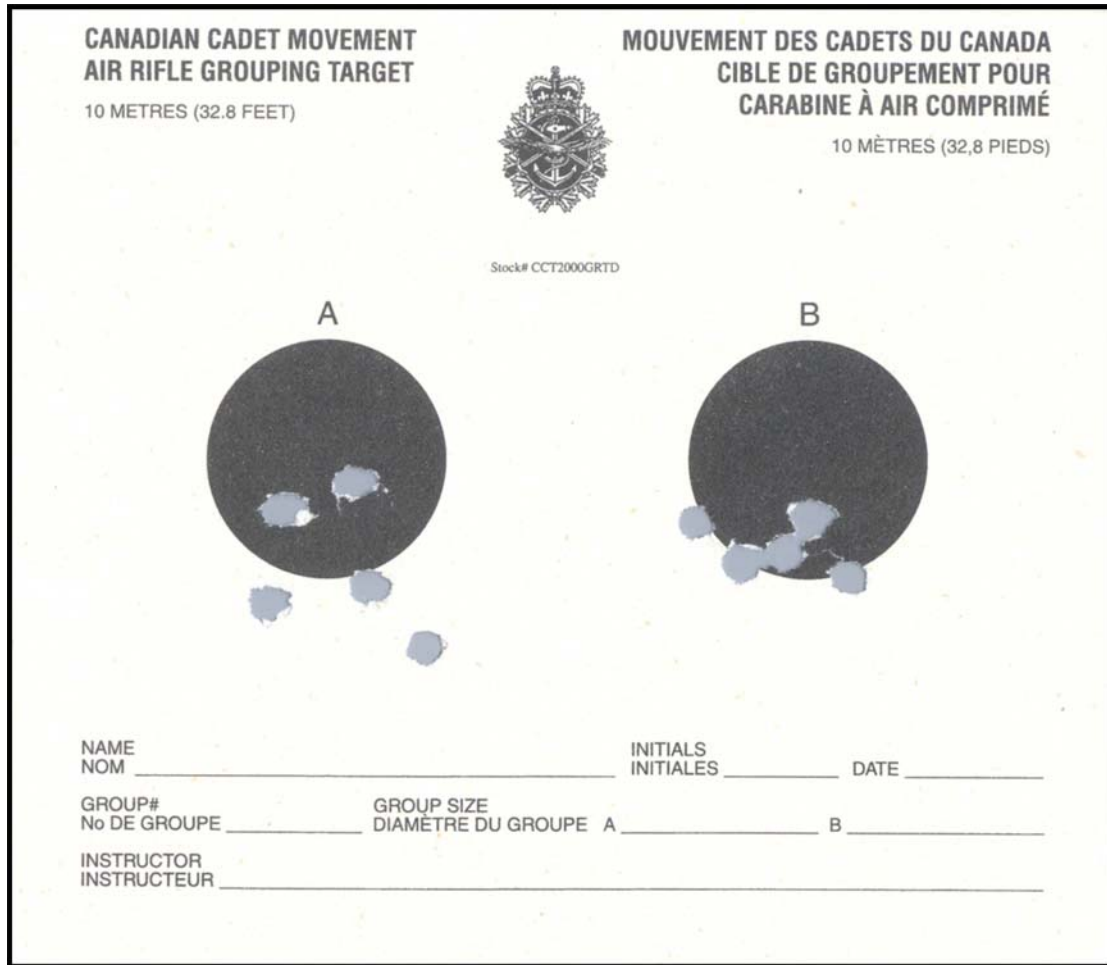 CANADIAN CADET MOVEMENT
AIR RIFLE GROUPING TARGET
10 METRES (32.8 FEET)
MOUVEMENT DES CADETS DU CANADA
CIBLE DE GROUPEMENT POUR
CARABINE À AIR COMPRIMÉ
10 MÈTRES (32,8 PIEDS)
Stock# CCT2000GRTD
A
B
NAME
NOM
INITIALS
INITIALES
DATE
GROUP#
No DE GROUPE
GROUP SIZE
DIAMÈTRE DU GROUPE A
B
INSTRUCTOR
INSTRUCTEUR